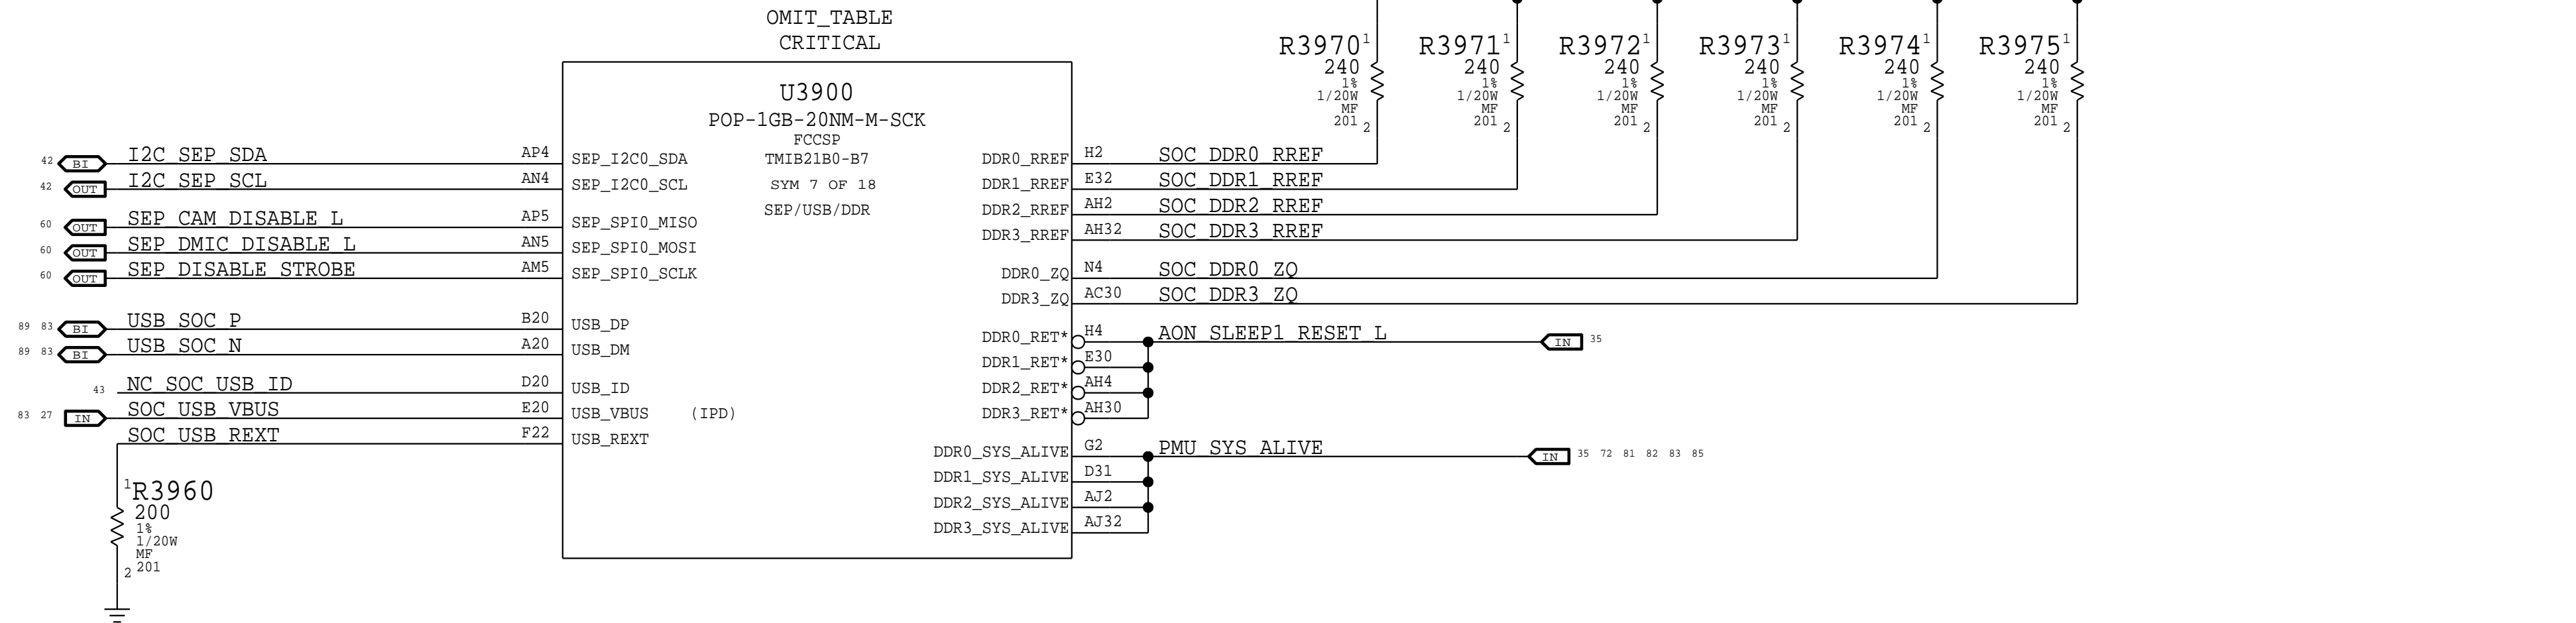 OMIT_TABLE
CRITICAL
U3900
POP-1GB-20NM-M-SCK
FCCSP
TMIB21B0-B7
SYM 7 OF 18
SEP/USB/DDR
42 BI I2C_SEP_SDA AP4 SEP_I2C0_SDA
42 OUT I2C_SEP_SCL AN4 SEP_I2C0_SCL
60 OUT SEP_CAM_DISABLE_L AP5 SEP_SPI0_MISO
60 OUT SEP_DMIC_DISABLE_L AN5 SEP_SPI0_MOSI
60 OUT SEP_DISABLE_STROBE AM5 SEP_SPI0_SCLK
89 83 BI USB_SOC_P B20 USB_DP
89 83 BI USB_SOC_N A20 USB_DM
43 NC_SOC_USB_ID D20 USB_ID
83 27 IN SOC_USB_VBUS E20 USB_VBUS (IPD)
SOC_USB_REXT F22 USB_REXT
1 R3960
200
1%
1/20W
MF
201
2
DDR0_RREF H2 SOC_DDR0_RREF
DDR1_RREF E32 SOC_DDR1_RREF
DDR2_RREF AH2 SOC_DDR2_RREF
DDR3_RREF AH32 SOC_DDR3_RREF
DDR0_ZQ N4 SOC_DDR0_ZQ
DDR3_ZQ AC30 SOC_DDR3_ZQ
DDR0_RET* H4 AON_SLEEP1_RESET_L IN 35
DDR1_RET* E30
DDR2_RET* AH4
DDR3_RET* AH30
DDR0_SYS_ALIVE G2 PMU_SYS_ALIVE IN 35 72 81 82 83 85
DDR1_SYS_ALIVE D31
DDR2_SYS_ALIVE AJ2
DDR3_SYS_ALIVE AJ32
R3970 1
240
1%
1/20W
MF
201 2
R3971 1
240
1%
1/20W
MF
201 2
R3972 1
240
1%
1/20W
MF
201 2
R3973 1
240
1%
1/20W
MF
201 2
R3974 1
240
1%
1/20W
MF
201 2
R3975 1
240
1%
1/20W
MF
201 2